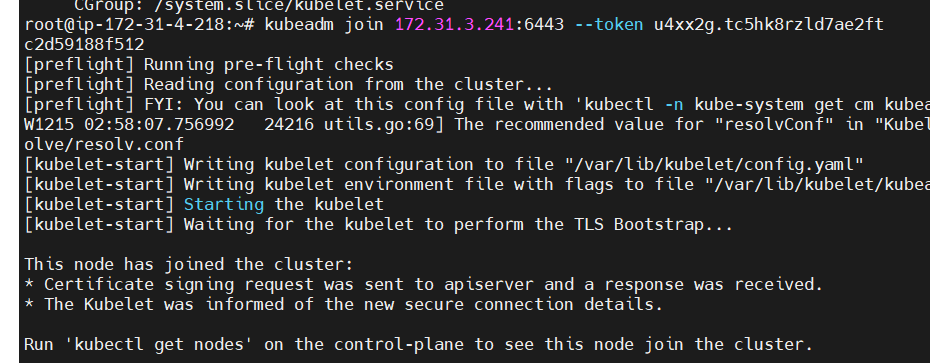 CGroup: /system.slice/kubelet.service
root@ip-172-31-4-218:~# kubeadm join 172.31.3.241:6443 --token u4xx2g.tc5hk8rzld7ae2ft
c2d59188f512
[preflight] Running pre-flight checks
[preflight] Reading configuration from the cluster...
[preflight] FYI: You can look at this config file with 'kubectl -n kube-system get cm kubea
W1215 02:58:07.756992   24216 utils.go:69] The recommended value for "resolvConf" in "Kubel
olve/resolv.conf
[kubelet-start] Writing kubelet configuration to file "/var/lib/kubelet/config.yaml"
[kubelet-start] Writing kubelet environment file with flags to file "/var/lib/kubelet/kubea
[kubelet-start] Starting the kubelet
[kubelet-start] Waiting for the kubelet to perform the TLS Bootstrap...
This node has joined the cluster:
* Certificate signing request was sent to apiserver and a response was received.
* The Kubelet was informed of the new secure connection details.
Run 'kubectl get nodes' on the control-plane to see this node join the cluster.